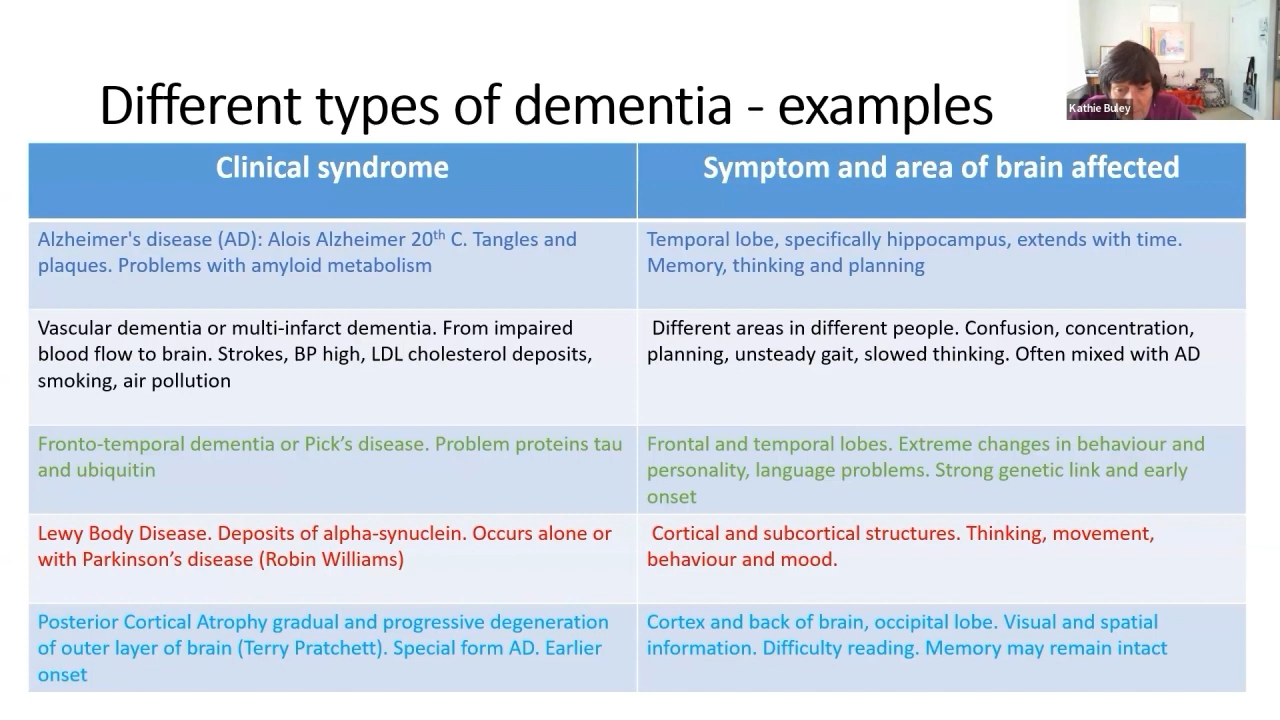 Different types of dementia - examples
Kathie Buley
Clinical syndrome
Symptom and area of brain affected
Alzheimer's disease (AD): Alois Alzheimer 20th C. Tangles and
plaques. Problems with amyloid metabolism
Temporal lobe, specifically hippocampus, extends with time.
Memory, thinking and planning
Vascular dementia or multi-infarct dementia. From impaired
blood flow to brain. Strokes, BP high, LDL cholesterol deposits,
smoking, air pollution
Different areas in different people. Confusion, concentration,
planning, unsteady gait, slowed thinking. Often mixed with AD
Fronto-temporal dementia or Pick’s disease. Problem proteins tau
and ubiquitin
Frontal and temporal lobes. Extreme changes in behaviour and
personality, language problems. Strong genetic link and early
onset
Lewy Body Disease. Deposits of alpha-synuclein. Occurs alone or
with Parkinson’s disease (Robin Williams)
Cortical and subcortical structures. Thinking, movement,
behaviour and mood.
Posterior Cortical Atrophy gradual and progressive degeneration
of outer layer of brain (Terry Pratchett). Special form AD. Earlier
onset
Cortex and back of brain, occipital lobe. Visual and spatial
information. Difficulty reading. Memory may remain intact